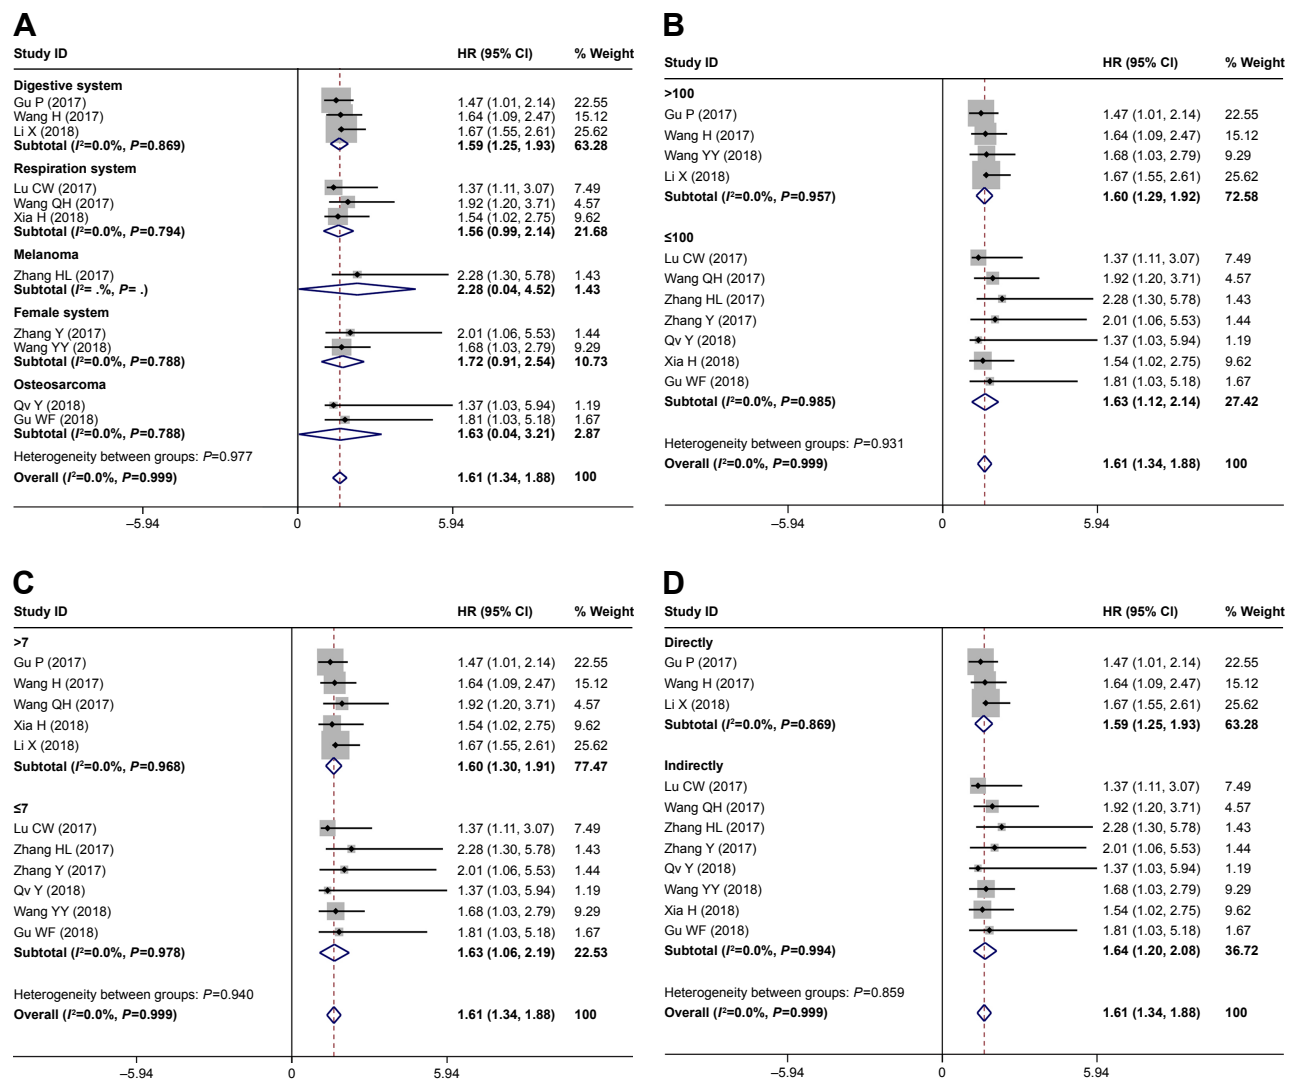 A
Study ID HR (95% CI) % Weight
Digestive system
Gu P (2017) 1.47 (1.01, 2.14) 22.55
Wang H (2017) 1.64 (1.09, 2.47) 15.12
Li X (2018) 1.67 (1.55, 2.61) 25.62
Subtotal (I²=0.0%, P=0.869) 1.59 (1.25, 1.93) 63.28
Respiration system
Lu CW (2017) 1.37 (1.11, 3.07) 7.49
Wang QH (2017) 1.92 (1.20, 3.71) 4.57
Xia H (2018) 1.54 (1.02, 2.75) 9.62
Subtotal (I²=0.0%, P=0.794) 1.56 (0.99, 2.14) 21.68
Melanoma
Zhang HL (2017) 2.28 (1.30, 5.78) 1.43
Subtotal (I²= .%, P= .) 2.28 (0.04, 4.52) 1.43
Female system
Zhang Y (2017) 2.01 (1.06, 5.53) 1.44
Wang YY (2018) 1.68 (1.03, 2.79) 9.29
Subtotal (I²=0.0%, P=0.788) 1.72 (0.91, 2.54) 10.73
Osteosarcoma
Qv Y (2018) 1.37 (1.03, 5.94) 1.19
Gu WF (2018) 1.81 (1.03, 5.18) 1.67
Subtotal (I²=0.0%, P=0.788) 1.63 (0.04, 3.21) 2.87
Heterogeneity between groups: P=0.977
Overall (I²=0.0%, P=0.999) 1.61 (1.34, 1.88) 100
–5.94 0 5.94
B
Study ID HR (95% CI) % Weight
>100
Gu P (2017) 1.47 (1.01, 2.14) 22.55
Wang H (2017) 1.64 (1.09, 2.47) 15.12
Wang YY (2018) 1.68 (1.03, 2.79) 9.29
Li X (2018) 1.67 (1.55, 2.61) 25.62
Subtotal (I²=0.0%, P=0.957) 1.60 (1.29, 1.92) 72.58
≤100
Lu CW (2017) 1.37 (1.11, 3.07) 7.49
Wang QH (2017) 1.92 (1.20, 3.71) 4.57
Zhang HL (2017) 2.28 (1.30, 5.78) 1.43
Zhang Y (2017) 2.01 (1.06, 5.53) 1.44
Qv Y (2018) 1.37 (1.03, 5.94) 1.19
Xia H (2018) 1.54 (1.02, 2.75) 9.62
Gu WF (2018) 1.81 (1.03, 5.18) 1.67
Subtotal (I²=0.0%, P=0.985) 1.63 (1.12, 2.14) 27.42
Heterogeneity between groups: P=0.931
Overall (I²=0.0%, P=0.999) 1.61 (1.34, 1.88) 100
–5.94 0 5.94
C
Study ID HR (95% CI) % Weight
>7
Gu P (2017) 1.47 (1.01, 2.14) 22.55
Wang H (2017) 1.64 (1.09, 2.47) 15.12
Wang QH (2017) 1.92 (1.20, 3.71) 4.57
Xia H (2018) 1.54 (1.02, 2.75) 9.62
Li X (2018) 1.67 (1.55, 2.61) 25.62
Subtotal (I²=0.0%, P=0.968) 1.60 (1.30, 1.91) 77.47
≤7
Lu CW (2017) 1.37 (1.11, 3.07) 7.49
Zhang HL (2017) 2.28 (1.30, 5.78) 1.43
Zhang Y (2017) 2.01 (1.06, 5.53) 1.44
Qv Y (2018) 1.37 (1.03, 5.94) 1.19
Wang YY (2018) 1.68 (1.03, 2.79) 9.29
Gu WF (2018) 1.81 (1.03, 5.18) 1.67
Subtotal (I²=0.0%, P=0.978) 1.63 (1.06, 2.19) 22.53
Heterogeneity between groups: P=0.940
Overall (I²=0.0%, P=0.999) 1.61 (1.34, 1.88) 100
–5.94 0 5.94
D
Study ID HR (95% CI) % Weight
Directly
Gu P (2017) 1.47 (1.01, 2.14) 22.55
Wang H (2017) 1.64 (1.09, 2.47) 15.12
Li X (2018) 1.67 (1.55, 2.61) 25.62
Subtotal (I²=0.0%, P=0.869) 1.59 (1.25, 1.93) 63.28
Indirectly
Lu CW (2017) 1.37 (1.11, 3.07) 7.49
Wang QH (2017) 1.92 (1.20, 3.71) 4.57
Zhang HL (2017) 2.28 (1.30, 5.78) 1.43
Zhang Y (2017) 2.01 (1.06, 5.53) 1.44
Qv Y (2018) 1.37 (1.03, 5.94) 1.19
Wang YY (2018) 1.68 (1.03, 2.79) 9.29
Xia H (2018) 1.54 (1.02, 2.75) 9.62
Gu WF (2018) 1.81 (1.03, 5.18) 1.67
Subtotal (I²=0.0%, P=0.994) 1.64 (1.20, 2.08) 36.72
Heterogeneity between groups: P=0.859
Overall (I²=0.0%, P=0.999) 1.61 (1.34, 1.88) 100
–5.94 0 5.94